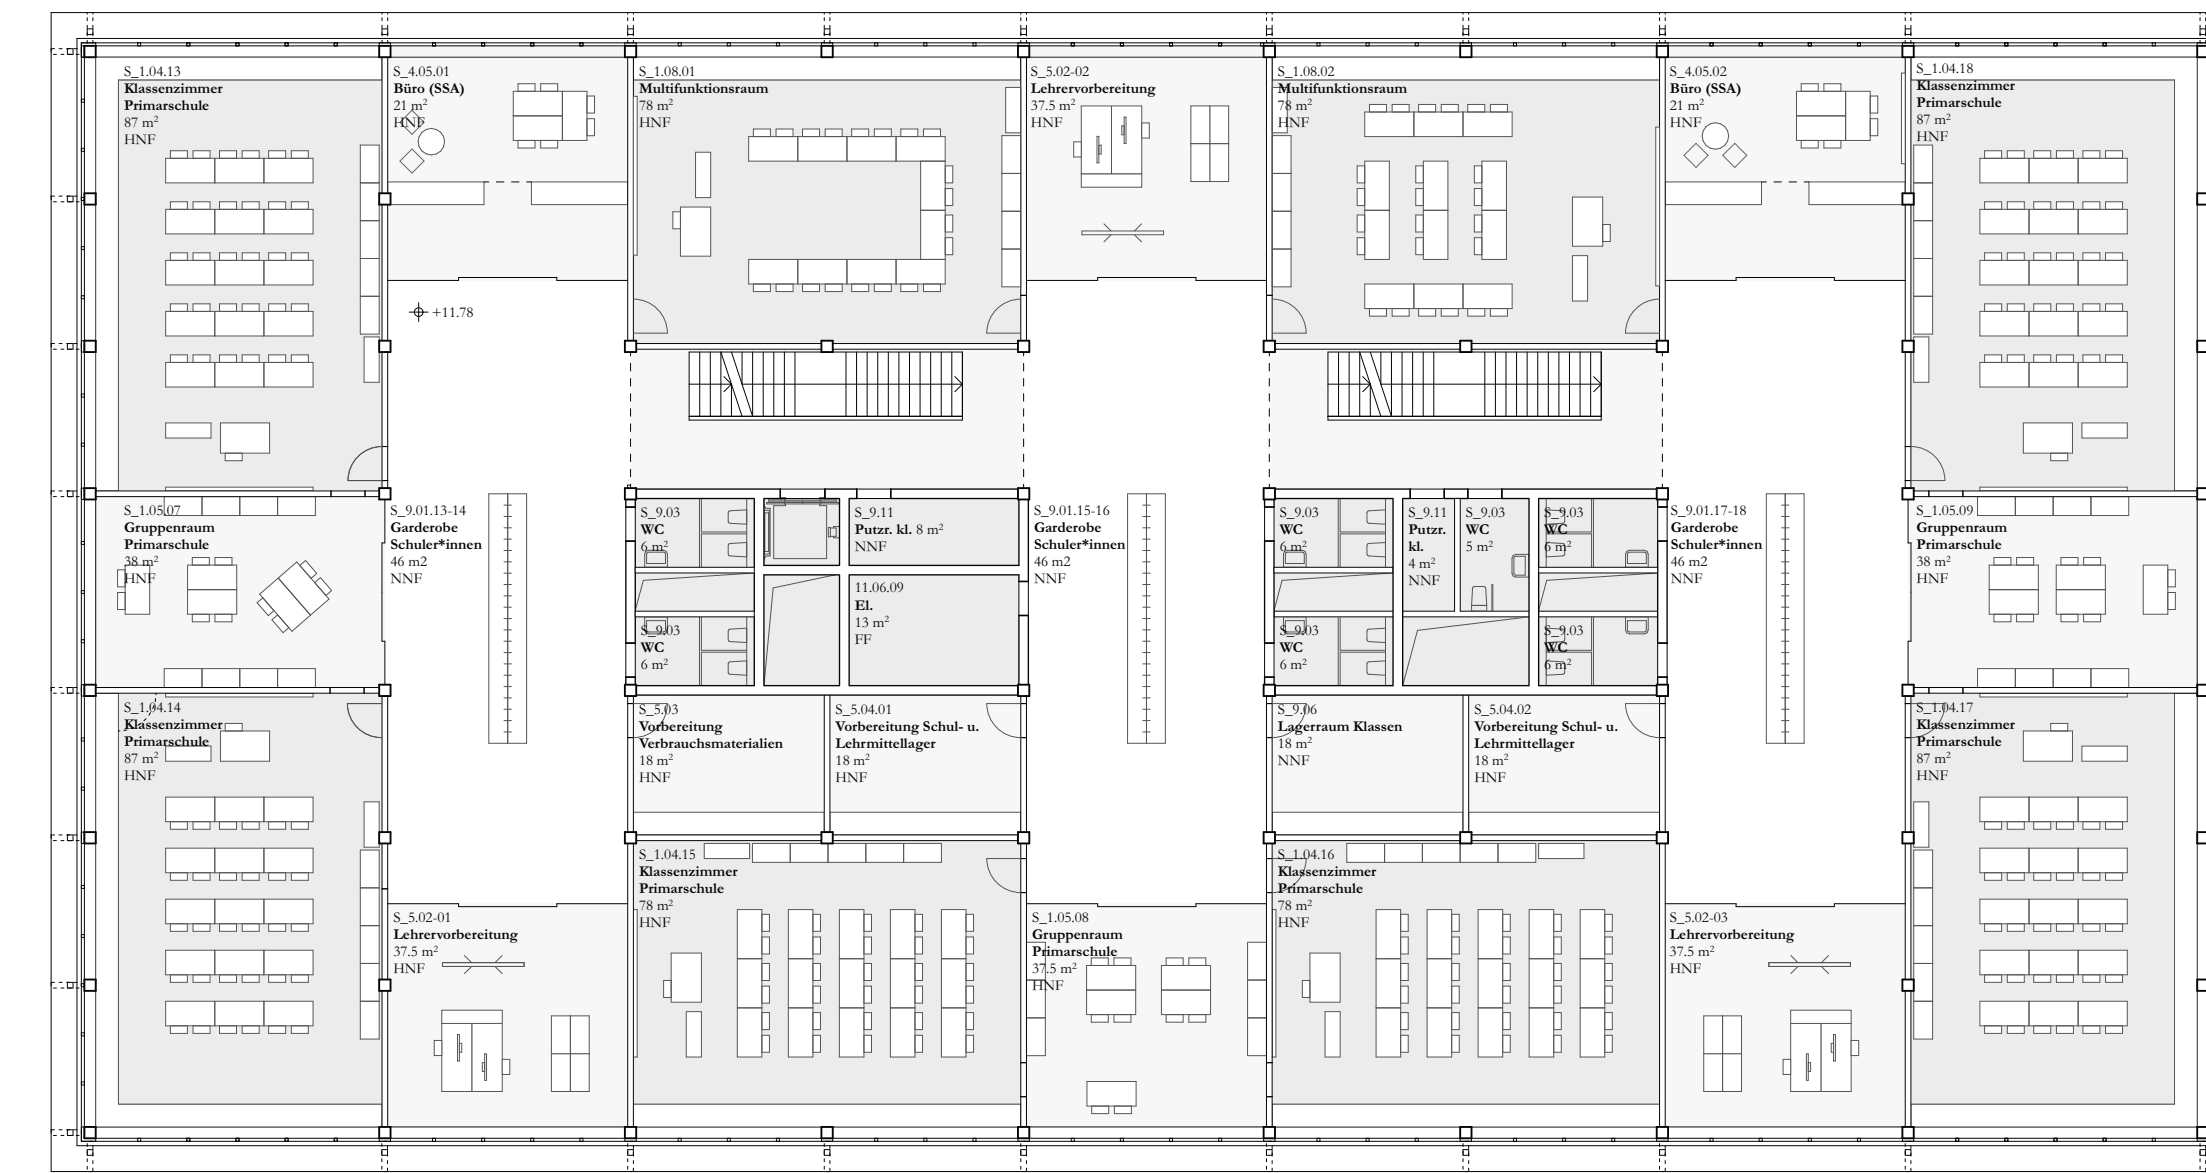 S_1.04.13
Klassenzimmer
Primarschule
87 m²
HNF
S_4.05.01
Büro (SSA)
21 m²
HNF
S_1.08.01
Multifunktionsraum
78 m²
HNF
S_5.02-02
Lehrervorbereitung
37.5 m²
HNF
S_1.08.02
Multifunktionsraum
78 m²
HNF
S_4.05.02
Büro (SSA)
21 m²
HNF
S_1.04.18
Klassenzimmer
Primarschule
87 m²
HNF
+11.78
S_1.05.07
Gruppenraum
Primarschule
38 m²
HNF
S_9.01.13-14
Garderobe
Schuler*innen
46 m2
NNF
S_9.03
WC
6 m²
S_9.11
Putzr. kl. 8 m²
NNF
11.06.09
El.
13 m²
FF
S_9.03
WC
6 m²
S_9.01.15-16
Garderobe
Schuler*innen
46 m2
NNF
S_9.03
WC
6 m²
S_9.11
Putzr.
kl.
4 m²
NNF
S_9.03
WC
5 m²
S_9.03
WC
6 m²
S_9.03
WC
6 m²
S_9.03
WC
6 m²
S_9.01.17-18
Garderobe
Schuler*innen
46 m2
NNF
S_1.05.09
Gruppenraum
Primarschule
38 m²
HNF
S_1.04.14
Klassenzimmer
Primarschule
87 m²
HNF
S_5.03
Vorbereitung
Verbrauchsmaterialien
18 m²
HNF
S_5.04.01
Vorbereitung Schul- u.
Lehrmittellager
18 m²
HNF
S_9.06
Lagerraum Klassen
18 m²
NNF
S_5.04.02
Vorbereitung Schul- u.
Lehrmittellager
18 m²
HNF
S_1.04.17
Klassenzimmer
Primarschule
87 m²
HNF
S_5.02-01
Lehrervorbereitung
37.5 m²
HNF
S_1.04.15
Klassenzimmer
Primarschule
78 m²
HNF
S_1.05.08
Gruppenraum
Primarschule
37.5 m²
HNF
S_1.04.16
Klassenzimmer
Primarschule
78 m²
HNF
S_5.02-03
Lehrervorbereitung
37.5 m²
HNF